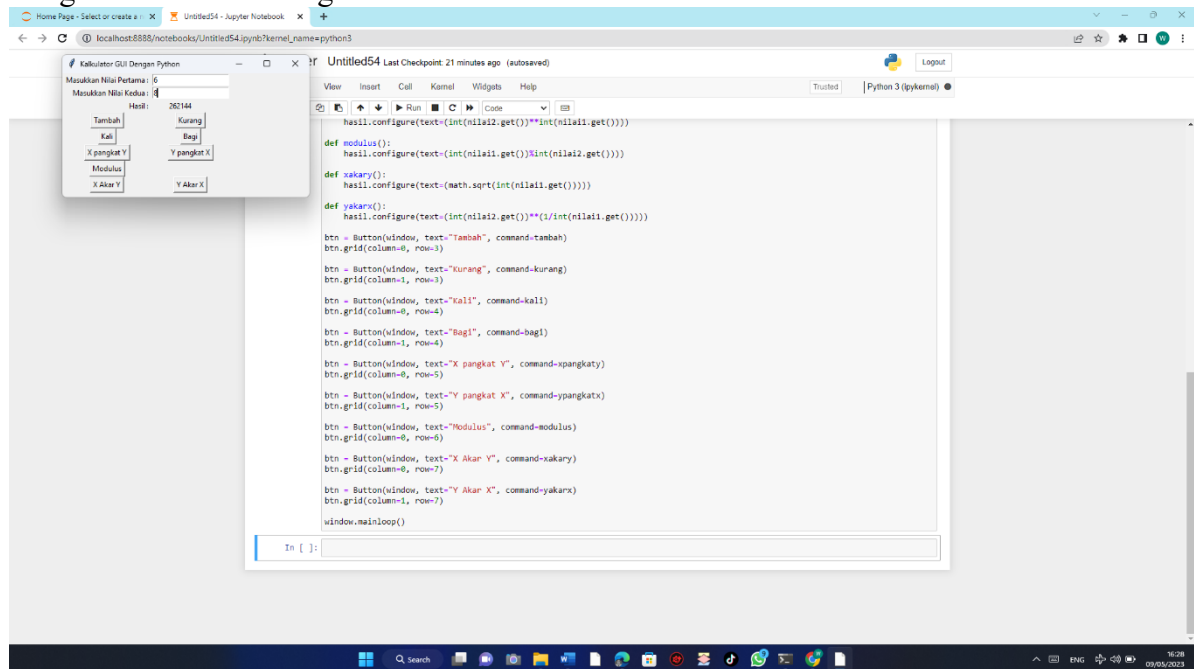 Home Page - Select or create a n
Untitled54 - Jupyter Notebook
localhost:8888/notebooks/Untitled54.ipynb?kernel_name=python3
Kalkulator GUI Dengan Python
Masukkan Nilai Pertama : 6
Masukkan Nilai Kedua : 8
Hasil : 262144
Tambah Kurang
Kali Bagi
X pangkat Y Y pangkat X
Modulus
X Akar Y Y Akar X
Untitled54 Last Checkpoint: 21 minutes ago (autosaved)
Logout
View Insert Cell Kernel Widgets Help
Trusted Python 3 (ipykernel)
Run Code
hasil.configure(text=(int(nilai2.get())**int(nilai1.get())))
def modulus():
hasil.configure(text=(int(nilai1.get())%int(nilai2.get())))
def xakary():
hasil.configure(text=(math.sqrt(int(nilai1.get()))))
def yakarx():
hasil.configure(text=(int(nilai2.get())**(1/int(nilai1.get()))))
btn = Button(window, text="Tambah", command=tambah)
btn.grid(column=0, row=3)
btn = Button(window, text="Kurang", command=kurang)
btn.grid(column=1, row=3)
btn = Button(window, text="Kali", command=kali)
btn.grid(column=0, row=4)
btn = Button(window, text="Bagi", command=bagi)
btn.grid(column=1, row=4)
btn = Button(window, text="X pangkat Y", command=xpangkaty)
btn.grid(column=0, row=5)
btn = Button(window, text="Y pangkat X", command=ypangkatx)
btn.grid(column=1, row=5)
btn = Button(window, text="Modulus", command=modulus)
btn.grid(column=0, row=6)
btn = Button(window, text="X Akar Y", command=xakary)
btn.grid(column=0, row=7)
btn = Button(window, text="Y Akar X", command=yakarx)
btn.grid(column=1, row=7)
window.mainloop()
In [ ]:
Search
ENG
16:28
09/05/2023